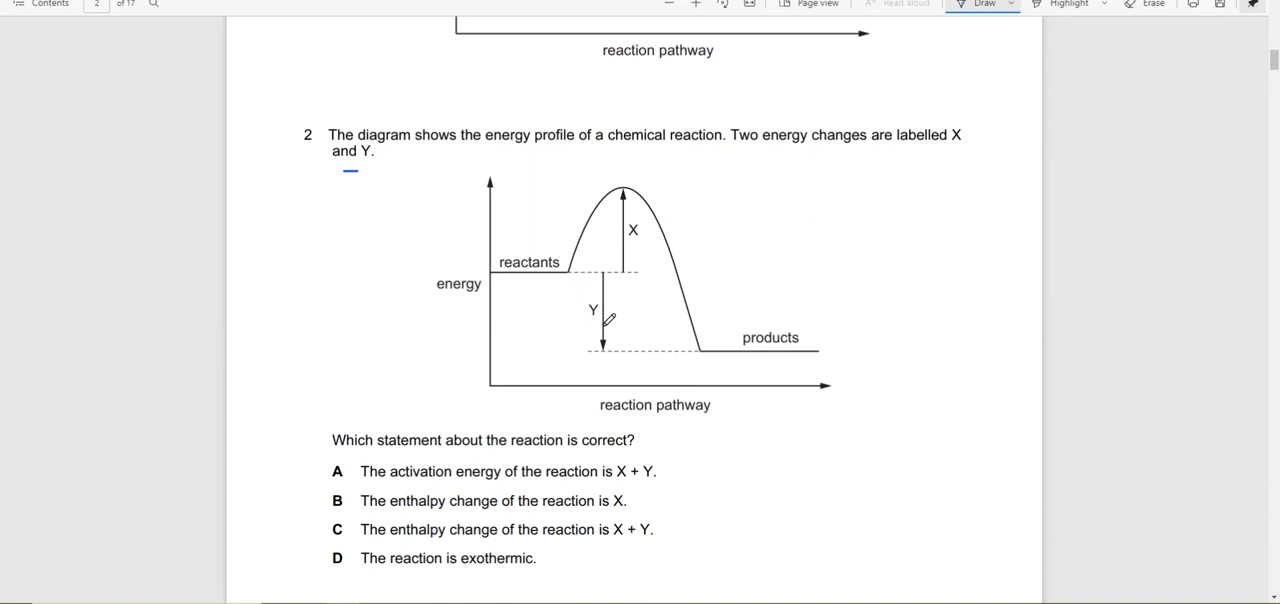 Contents 2 of 17 Page view Read aloud Draw Highlight Erase
reaction pathway
2 The diagram shows the energy profile of a chemical reaction. Two energy changes are labelled X
and Y.
X
reactants
energy
Y
products
reaction pathway
Which statement about the reaction is correct?
A The activation energy of the reaction is X + Y.
B The enthalpy change of the reaction is X.
C The enthalpy change of the reaction is X + Y.
D The reaction is exothermic.